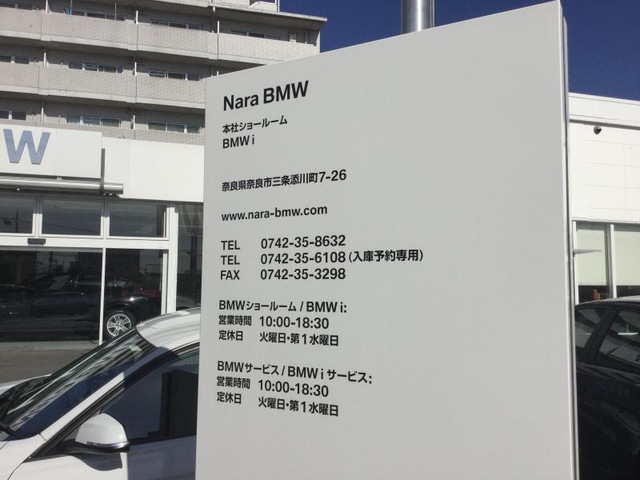 Nara BMW
本社ショールーム
BMW i
奈良県奈良市三条添川町7-26
www.nara-bmw.com
TEL 0742-35-8632
TEL 0742-35-6108 (入庫予約専用)
FAX 0742-35-3298
BMWショールーム / BMW i:
営業時間 10:00-18:30
定休日 火曜日・第1水曜日
BMWサービス / BMW i サービス:
営業時間 10:00-18:30
定休日 火曜日・第1水曜日
W